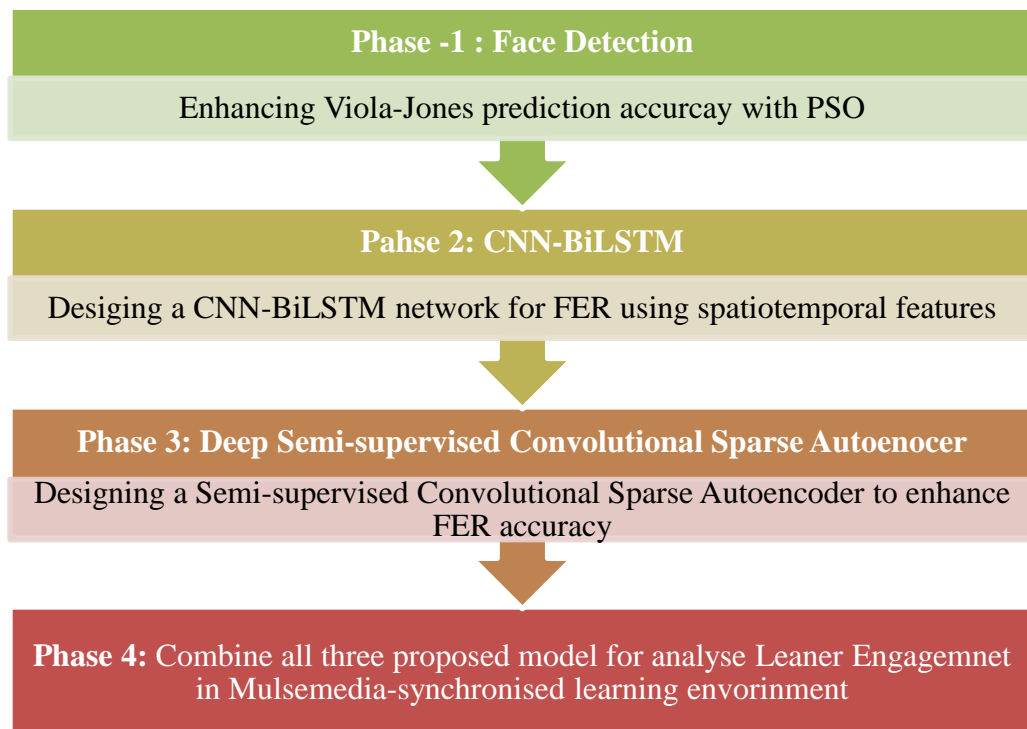 Phase -1 : Face Detection
Enhancing Viola-Jones prediction accurcay with PSO
Pahse 2: CNN-BiLSTM
Desiging a CNN-BiLSTM network for FER using spatiotemporal features
Phase 3: Deep Semi-supervised Convolutional Sparse Autoenocer
Designing a Semi-supervised Convolutional Sparse Autoencoder to enhance
FER accuracy
Phase 4: Combine all three proposed model for analyse Leaner Engagemnet
in Mulsemedia-synchronised learning envorinment